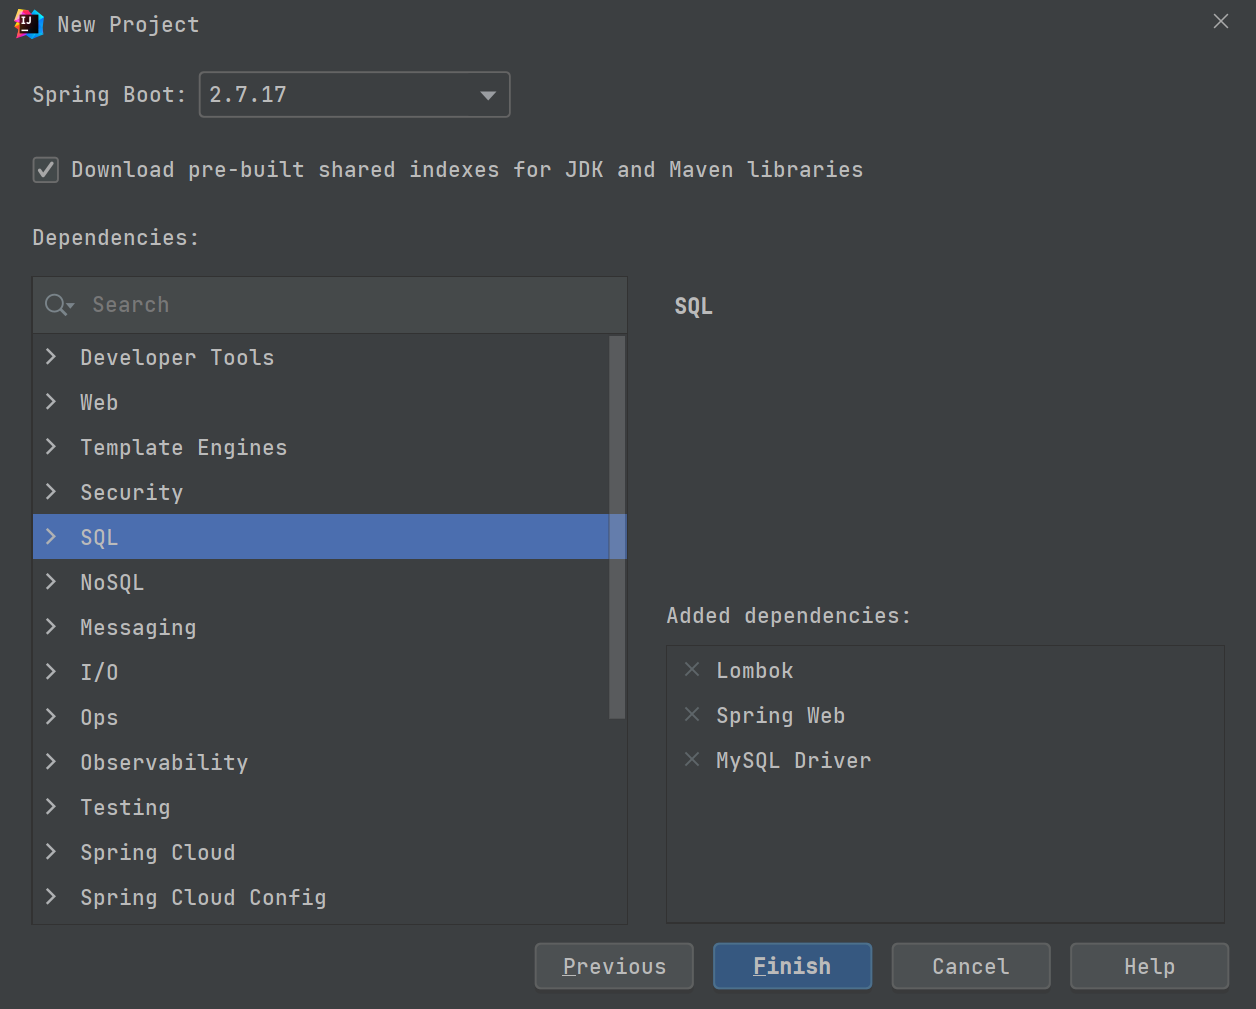 IJ
New Project
Spring Boot: 2.7.17
Download pre-built shared indexes for JDK and Maven libraries
Dependencies:
Search
Developer Tools
Web
Template Engines
Security
SQL
NoSQL
Messaging
I/O
Ops
Observability
Testing
Spring Cloud
Spring Cloud Config
SQL
Added dependencies:
Lombok
Spring Web
MySQL Driver
Previous Finish Cancel Help